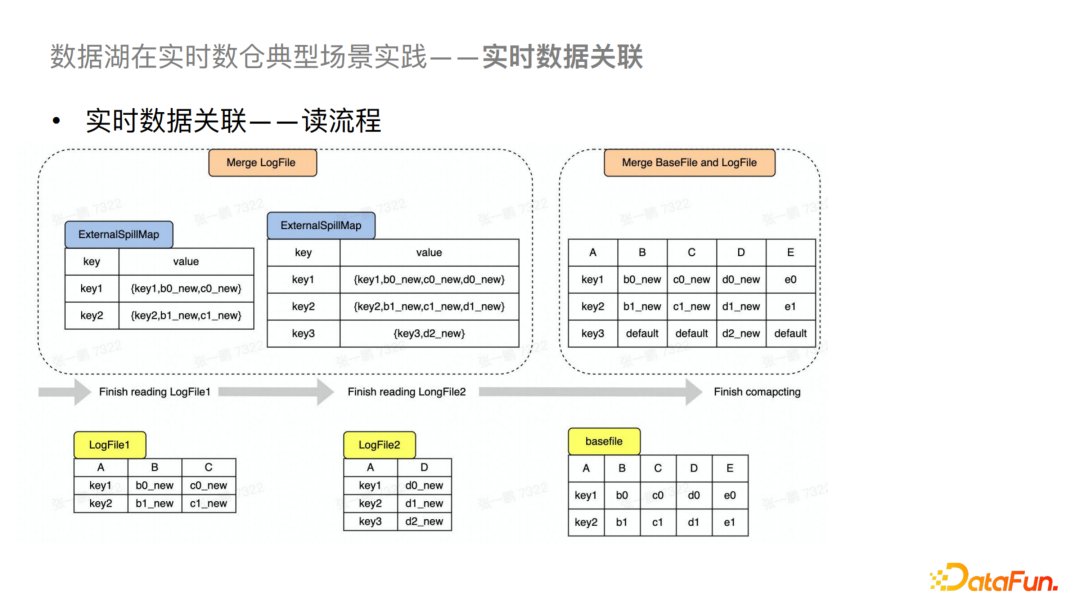 数据湖在实时数仓典型场景实践——实时数据关联
• 实时数据关联——读流程
Merge LogFile
Merge BaseFile and LogFile
ExternalSpillMap
key value
key1 {key1,b0_new,c0_new}
key2 {key2,b1_new,c1_new}
ExternalSpillMap
key value
key1 {key1,b0_new,c0_new,d0_new}
key2 {key2,b1_new,c1_new,d1_new}
key3 {key3,d2_new}
A B C D E
key1 b0_new c0_new d0_new e0
key2 b1_new c1_new d1_new e1
key3 default default d2_new default
Finish reading LogFile1
Finish reading LongFile2
Finish comapcting
LogFile1
A B C
key1 b0_new c0_new
key2 b1_new c1_new
LogFile2
A D
key1 d0_new
key2 d1_new
key3 d2_new
basefile
A B C D E
key1 b0 c0 d0 e0
key2 b1 c1 d1 e1
张一鹏 7322
DataFun.